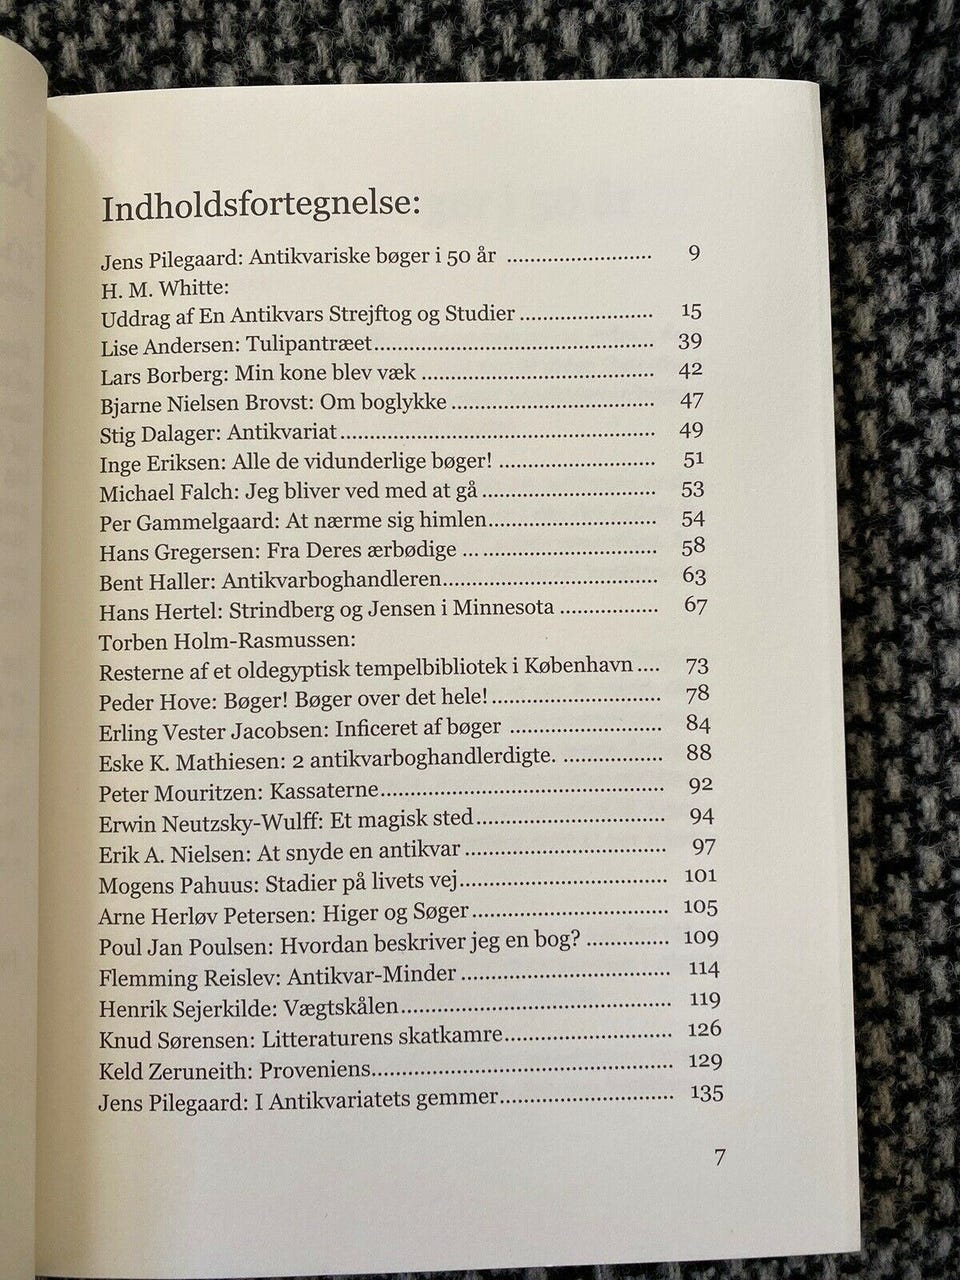 Indholdsfortegnelse:
Jens Pilegaard: Antikvariske bøger i 50 år ......................... 9
H. M. Whitte:
Uddrag af En Antikvars Strejftog og Studier ....................... 15
Lise Andersen: Tulipantræet................................................ 39
Lars Borberg: Min kone blev væk ........................................ 42
Bjarne Nielsen Brovst: Om boglykke ................................... 47
Stig Dalager: Antikvariat...................................................... 49
Inge Eriksen: Alle de vidunderlige bøger! ........................... 51
Michael Falch: Jeg bliver ved med at gå .............................. 53
Per Gammelgaard: At nærme sig himlen............................. 54
Hans Gregersen: Fra Deres ærbødige ... .............................. 58
Bent Haller: Antikvarboghandleren..................................... 63
Hans Hertel: Strindberg og Jensen i Minnesota ................. 67
Torben Holm-Rasmussen:
Resterne af et oldegyptisk tempelbibliotek i København .... 73
Peder Hove: Bøger! Bøger over det hele! ............................. 78
Erling Vester Jacobsen: Inficeret af bøger .......................... 84
Eske K. Mathiesen: 2 antikvarboghandlerdigte. ................. 88
Peter Mouritzen: Kassaterne................................................. 92
Erwin Neutzsky-Wulff: Et magisk sted................................ 94
Erik A. Nielsen: At snyde en antikvar .................................. 97
Mogens Pahuus: Stadier på livets vej.................................... 101
Arne Herløv Petersen: Higer og Søger .................................. 105
Poul Jan Poulsen: Hvordan beskriver jeg en bog? .............. 109
Flemming Reislev: Antikvar-Minder .................................... 114
Henrik Sejerkilde: Vægtskålen.............................................. 119
Knud Sørensen: Litteraturens skatkamre............................. 126
Keld Zeruneith: Proveniens.................................................... 129
Jens Pilegaard: I Antikvariatets gemmer.............................. 135
7